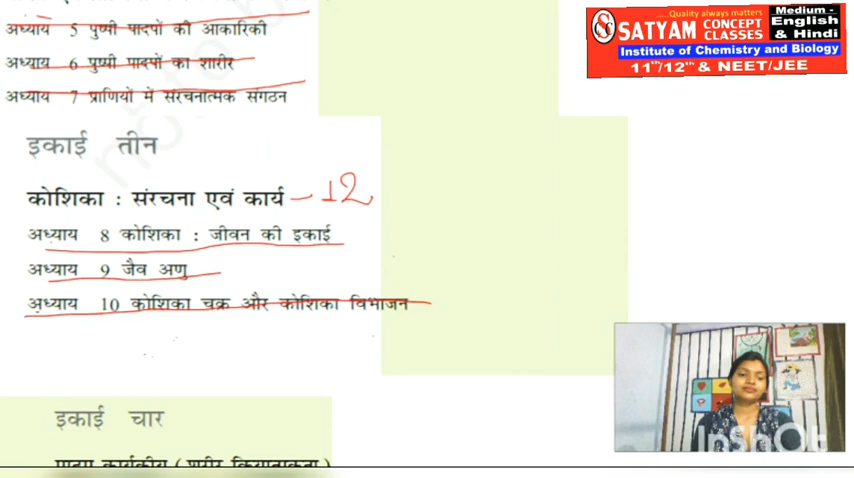 अध्याय 5 पुष्पी पादपों की आकारिकी
अध्याय 6 पुष्पी पादपों का शारीर
अध्याय 7 प्राणियों में संरचनात्मक संगठन
इकाई तीन
कोशिका : संरचना एवं कार्य – 12
अध्याय 8 कोशिका : जीवन की इकाई
अध्याय 9 जैव अणु
अध्याय 10 कोशिका चक्र और कोशिका विभाजन
इकाई चार
..... Quality always matters
SATYAM CONCEPT CLASSES
Medium -
English
& Hindi
Institute of Chemistry and Biology
11th/12th & NEET/JEE
InShOt